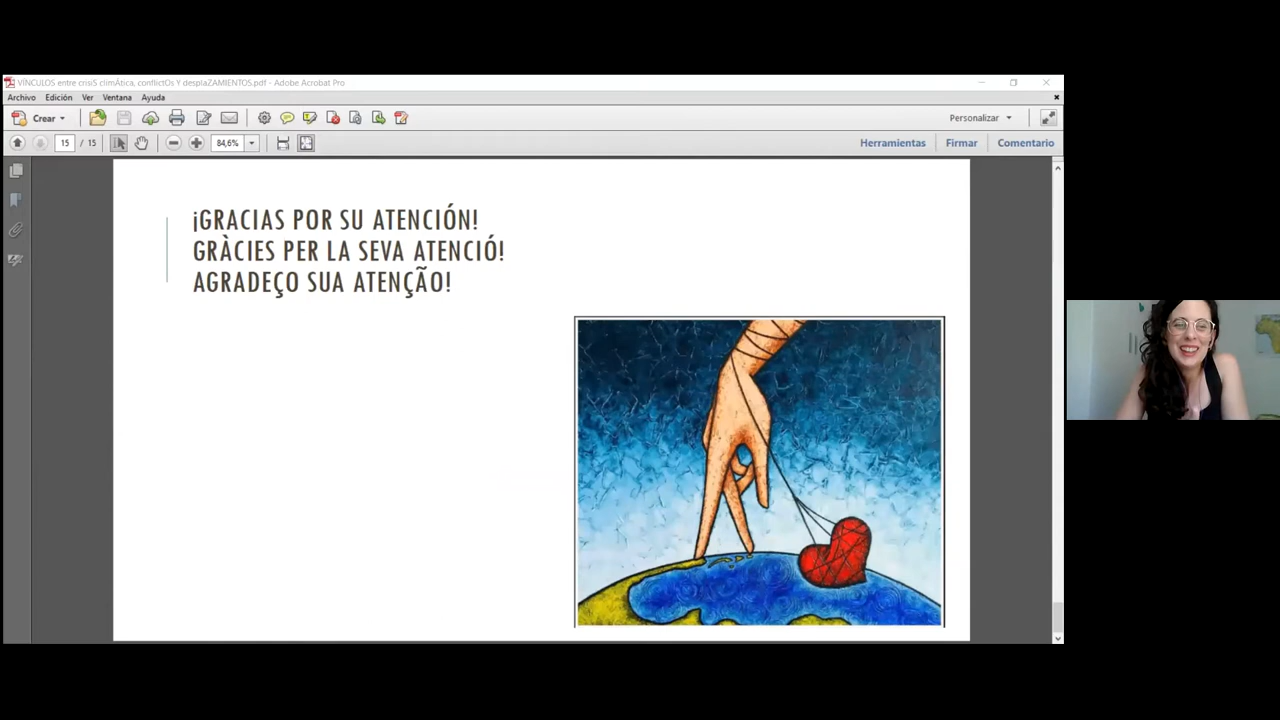 VÍNCULOS entre crisiS climÁtica, conflictOs Y desplaZAMIENTOS.pdf - Adobe Acrobat Pro
Archivo Edición Ver Ventana Ayuda
Crear
Personalizar
15 / 15
84,6%
Herramientas Firmar Comentario
¡GRACIAS POR SU ATENCIÓN!
GRÀCIES PER LA SEVA ATENCIÓ!
AGRADEÇO SUA ATENÇÃO!